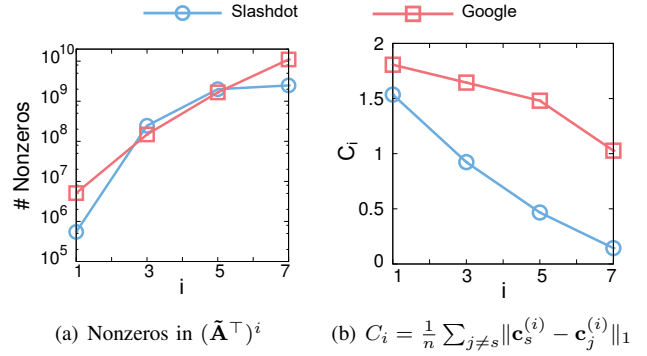 Slashdot Google
10^10
10^9
10^8
10^7
10^6
10^5
# Nonzeros
1 3 5 7
i
2
1.5
1
0.5
0
C_i
1 3 5 7
i
(a) Nonzeros in (Ã^⊤)^i
(b) C_i = 1/n ∑_{j≠s} ‖c_s^{(i)} − c_j^{(i)}‖_1